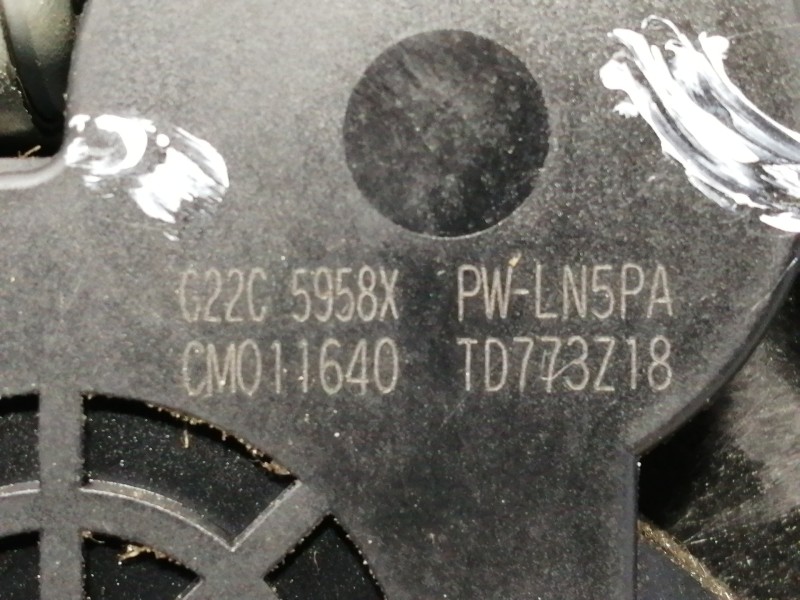 G22C 5958X PW-LN5PA
CM011640 TD773Z18